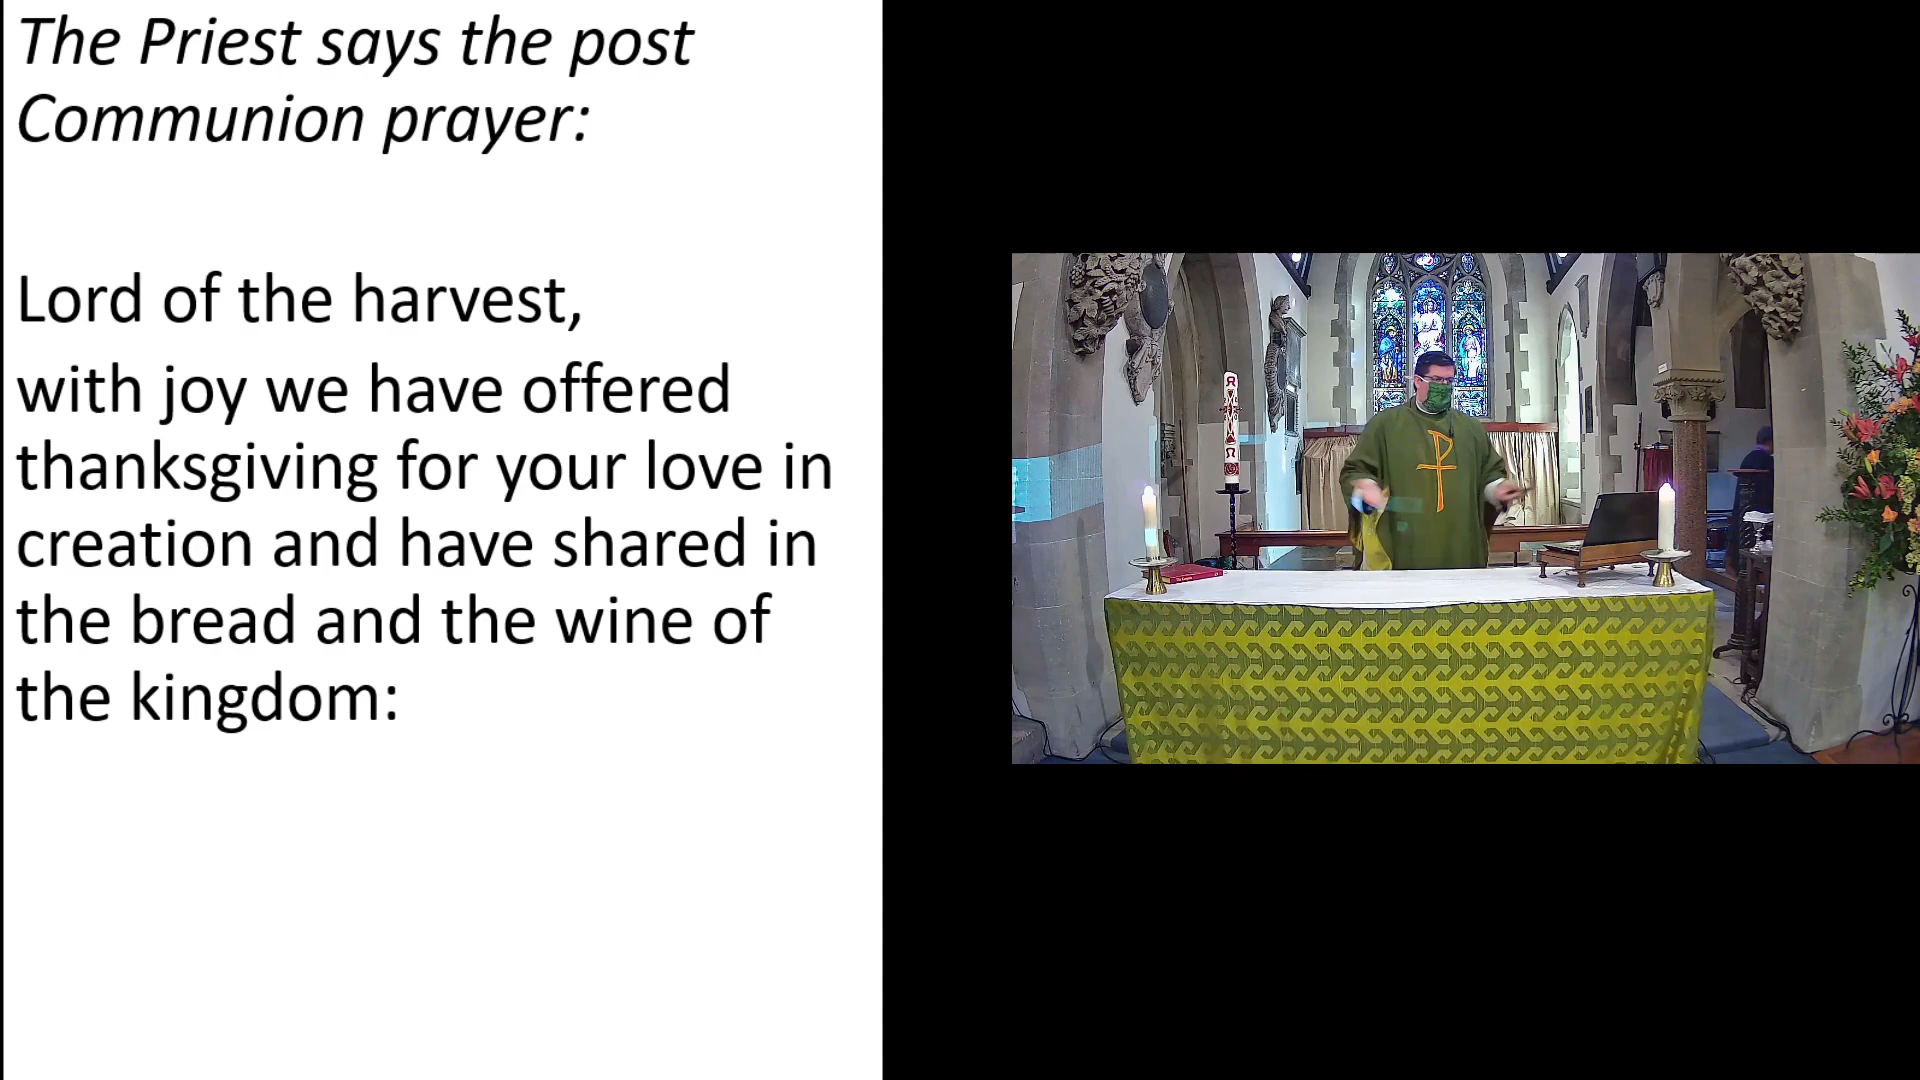 The Priest says the post
Communion prayer:
Lord of the harvest,
with joy we have offered
thanksgiving for your love in
creation and have shared in
the bread and the wine of
the kingdom: